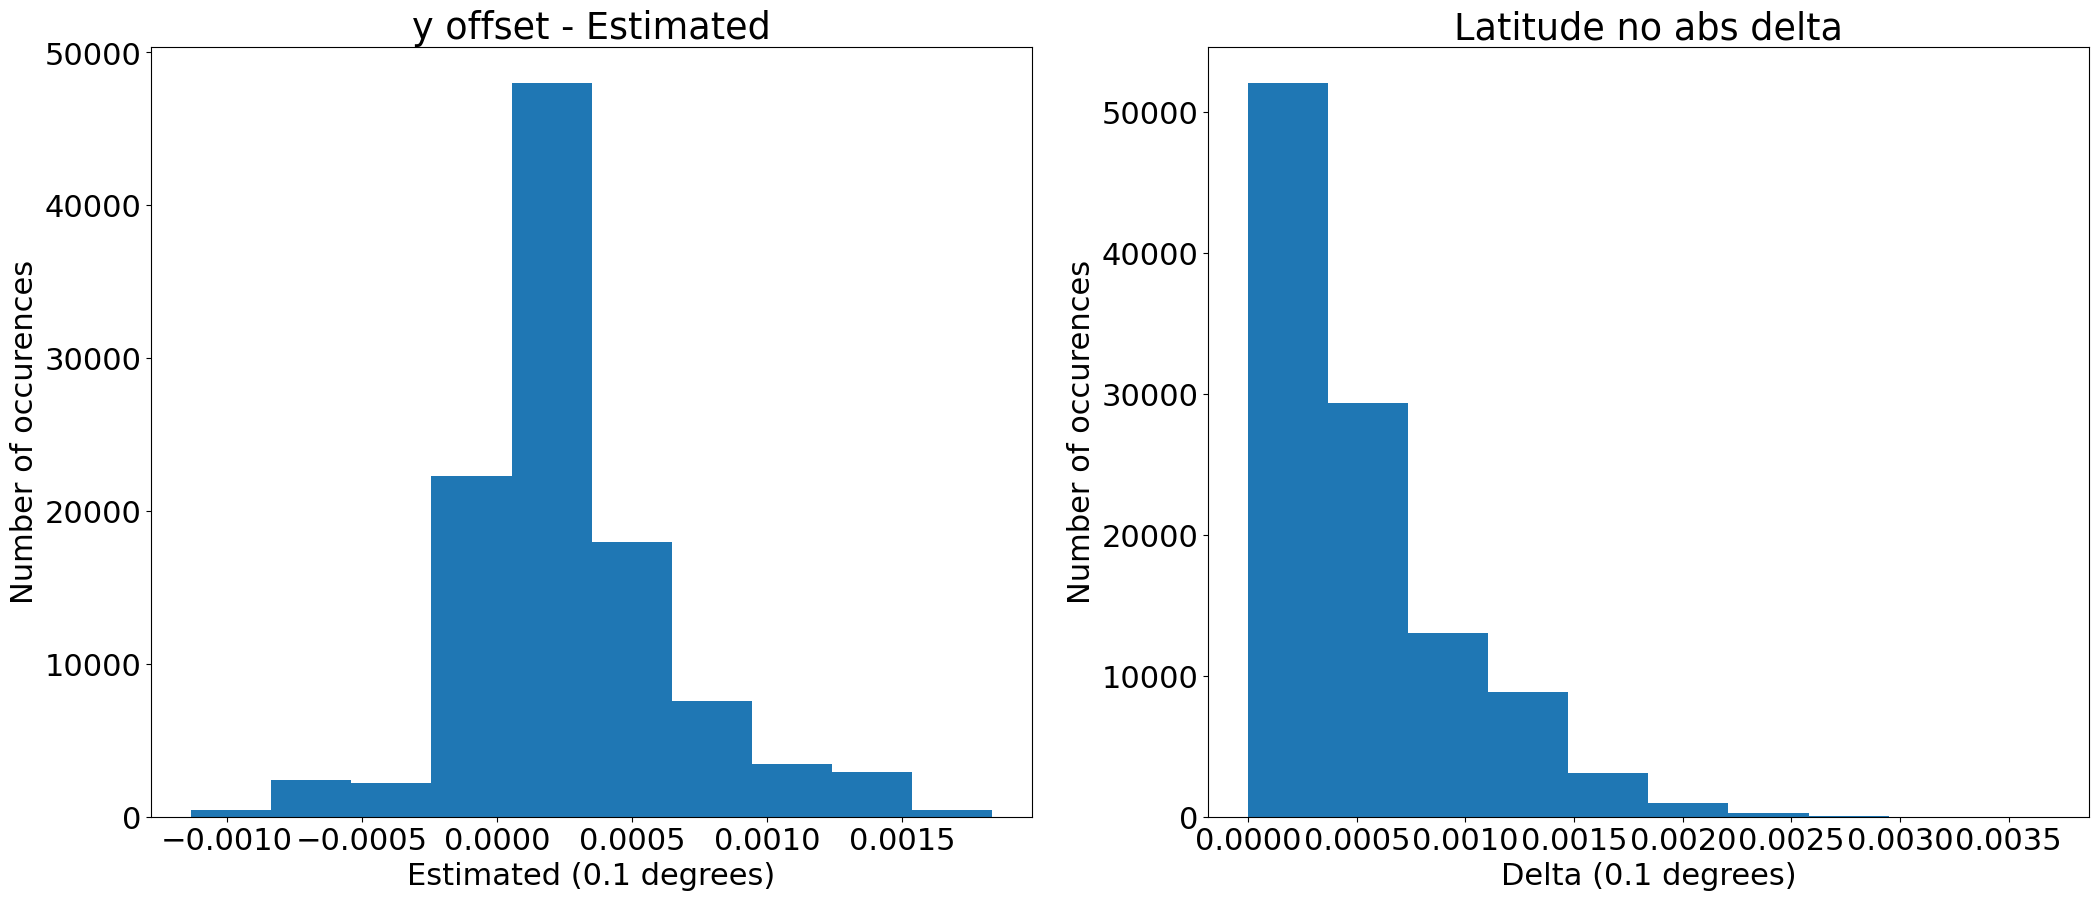 y offset - Estimated
Number of occurences
50000
40000
30000
20000
10000
0
−0.0010 −0.0005 0.0000 0.0005 0.0010 0.0015
Estimated (0.1 degrees)
Latitude no abs delta
Number of occurences
50000
40000
30000
20000
10000
0
0.0000 0.0005 0.0010 0.0015 0.0020 0.0025 0.0030 0.0035
Delta (0.1 degrees)